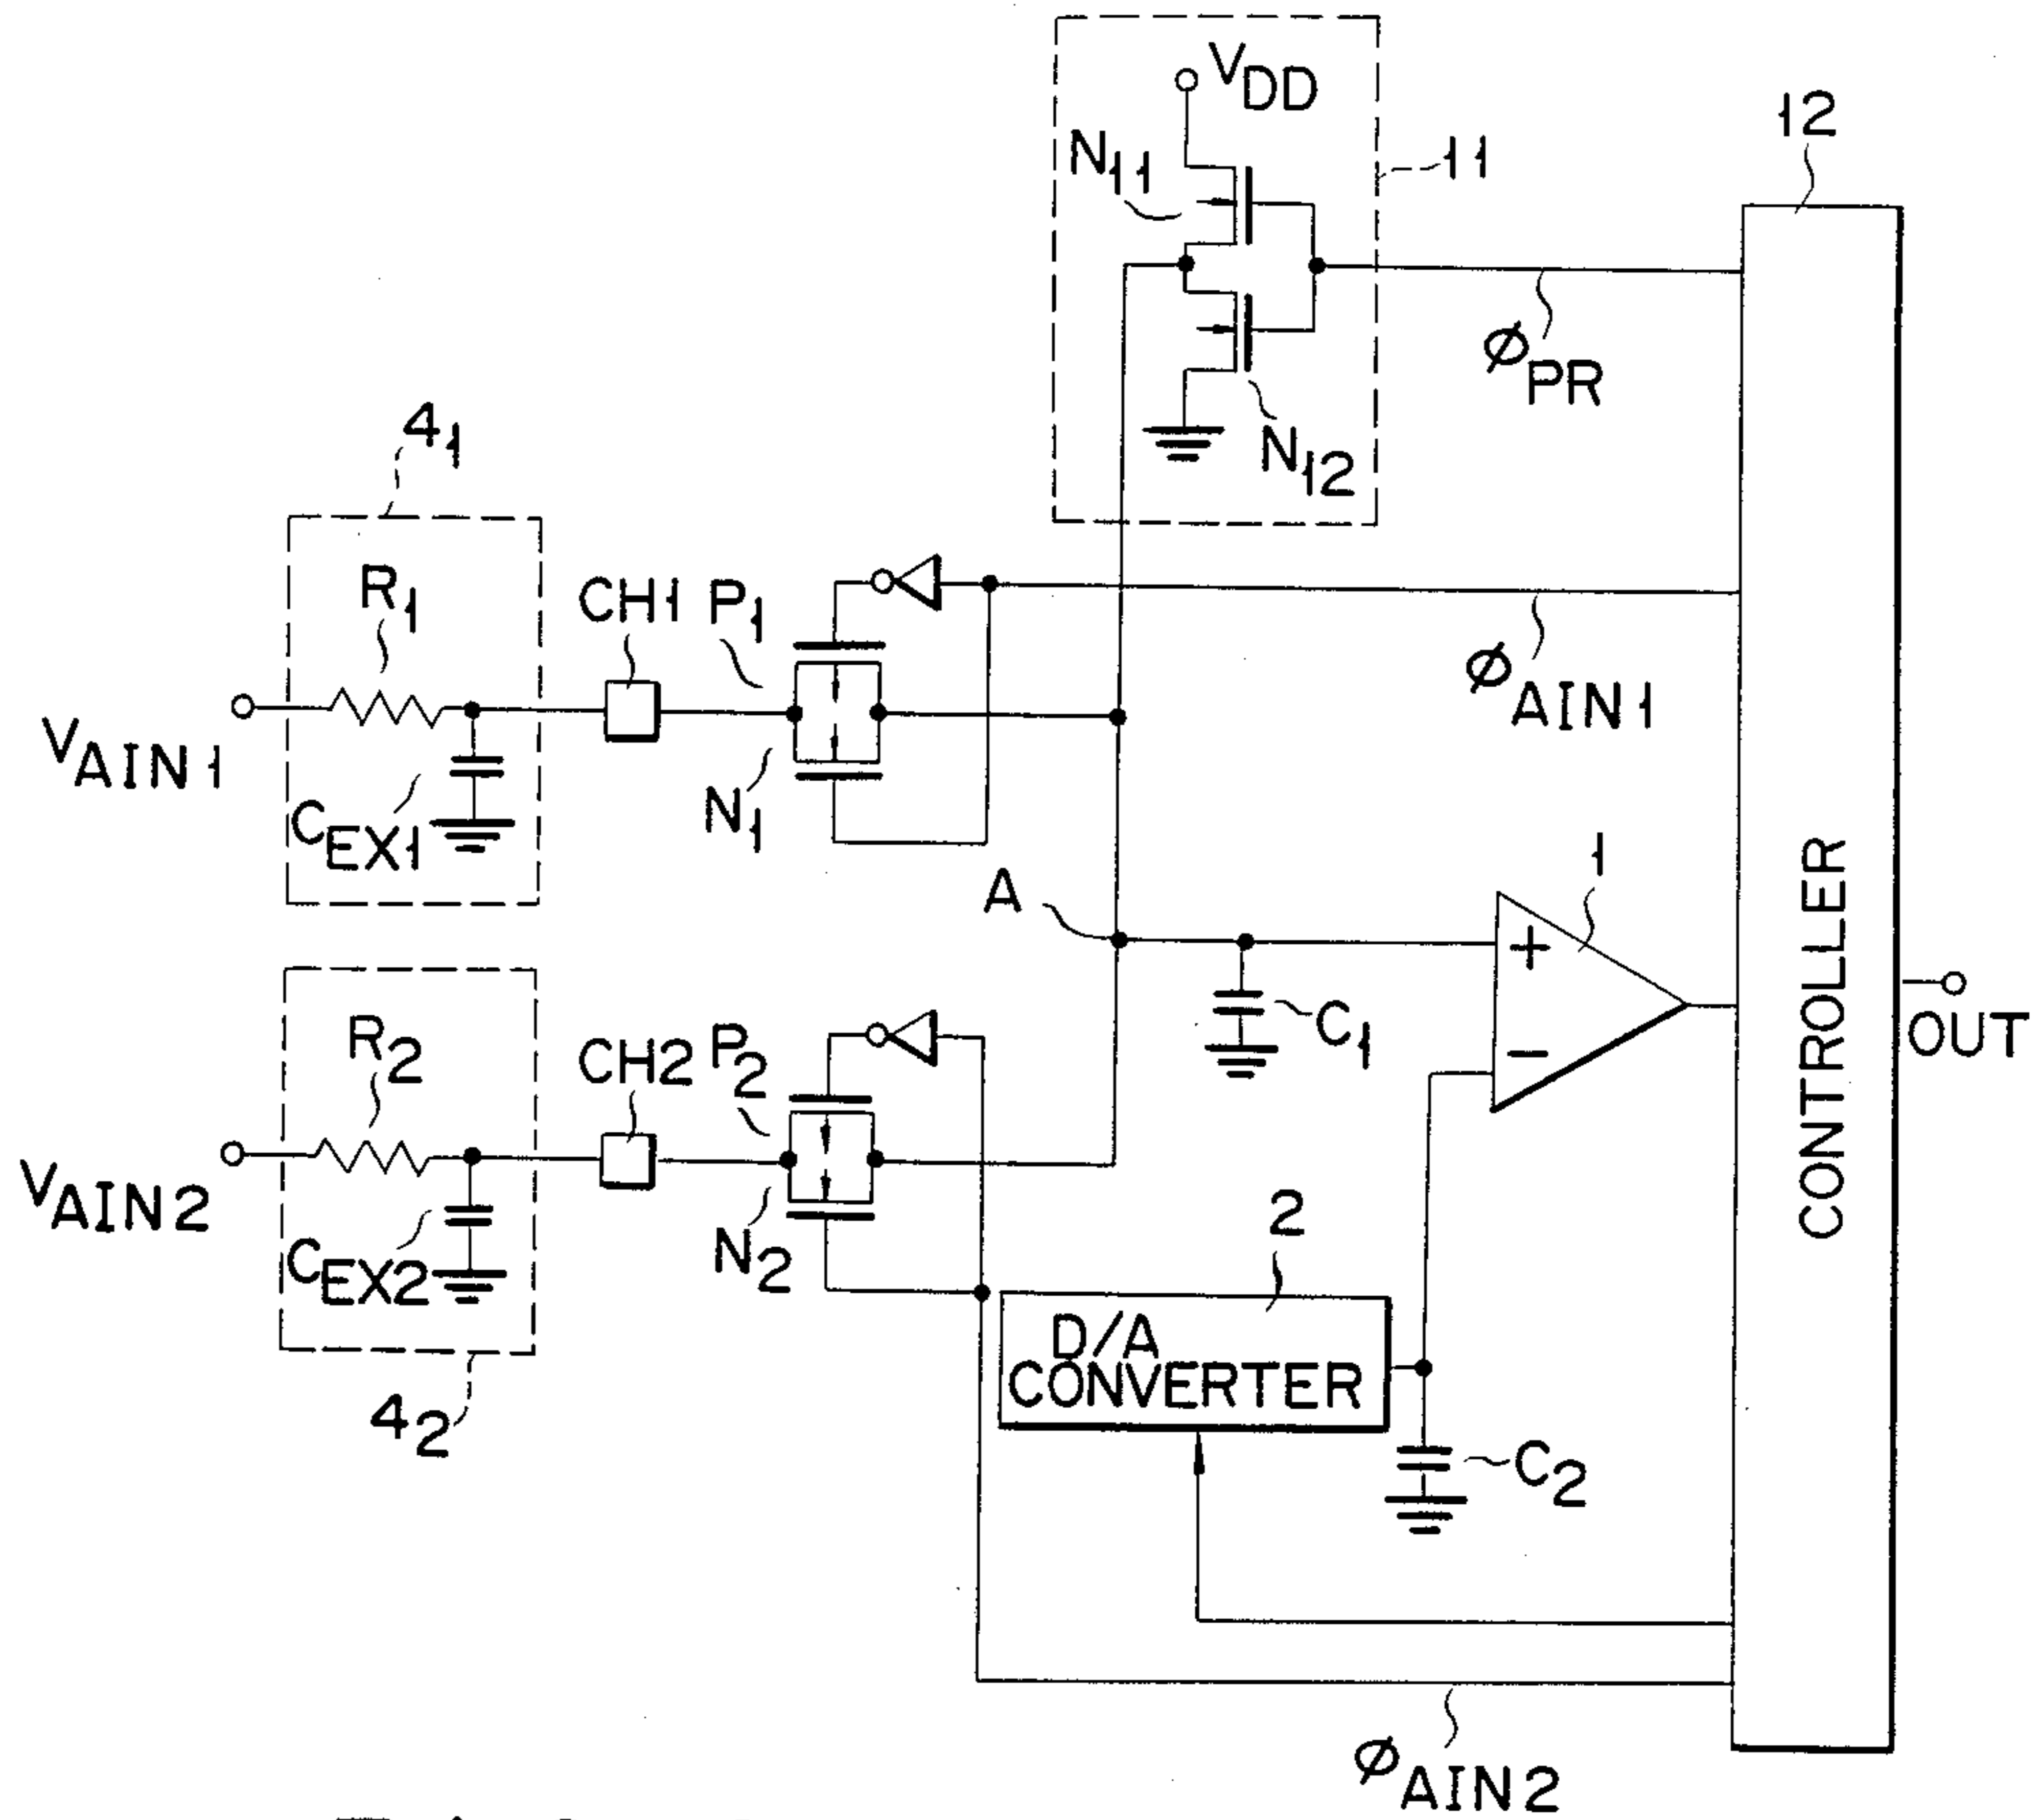 VDD
12
N11
11
φPR
N12
41
R1
CH1
P1
φAIN1
VAIN1
CEX1
N1
1
A
+
CONTROLLER
R2
CH2
P2
C1
−
OUT
VAIN2
2
CEX2
N2
D/A
CONVERTER
42
C2
φAIN2